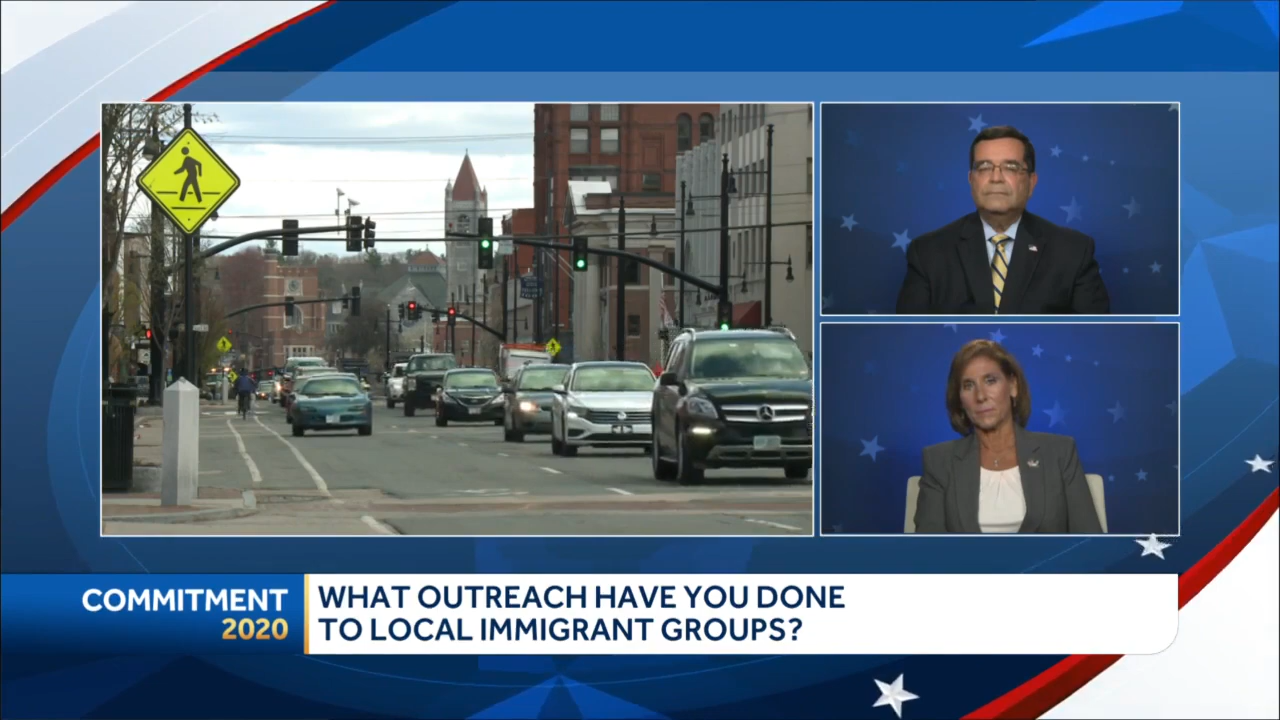 COMMITMENT
2020
WHAT OUTREACH HAVE YOU DONE
TO LOCAL IMMIGRANT GROUPS?